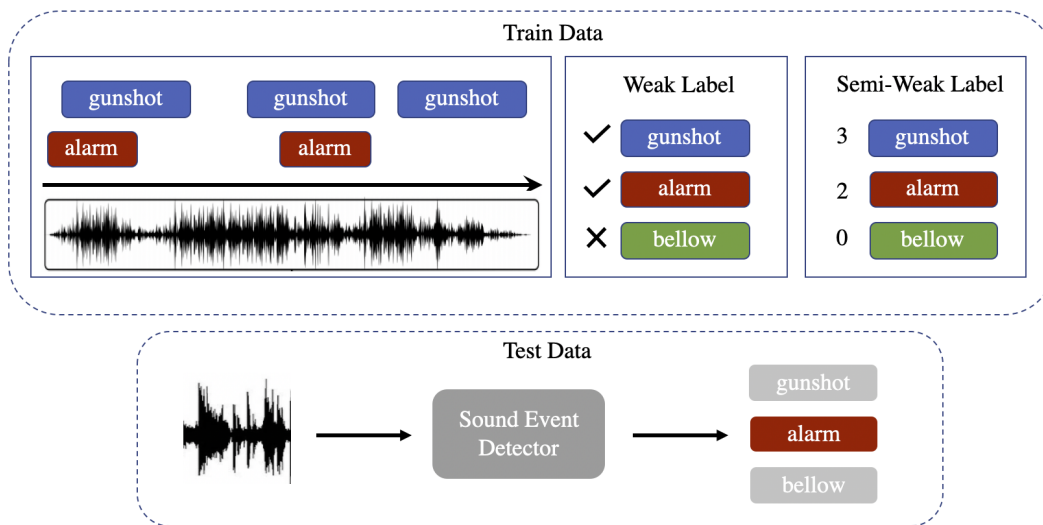 Train Data
gunshot gunshot gunshot
alarm alarm
Weak Label
gunshot
alarm
bellow
Semi-Weak Label
3 gunshot
2 alarm
0 bellow
Test Data
Sound Event
Detector
gunshot
alarm
bellow